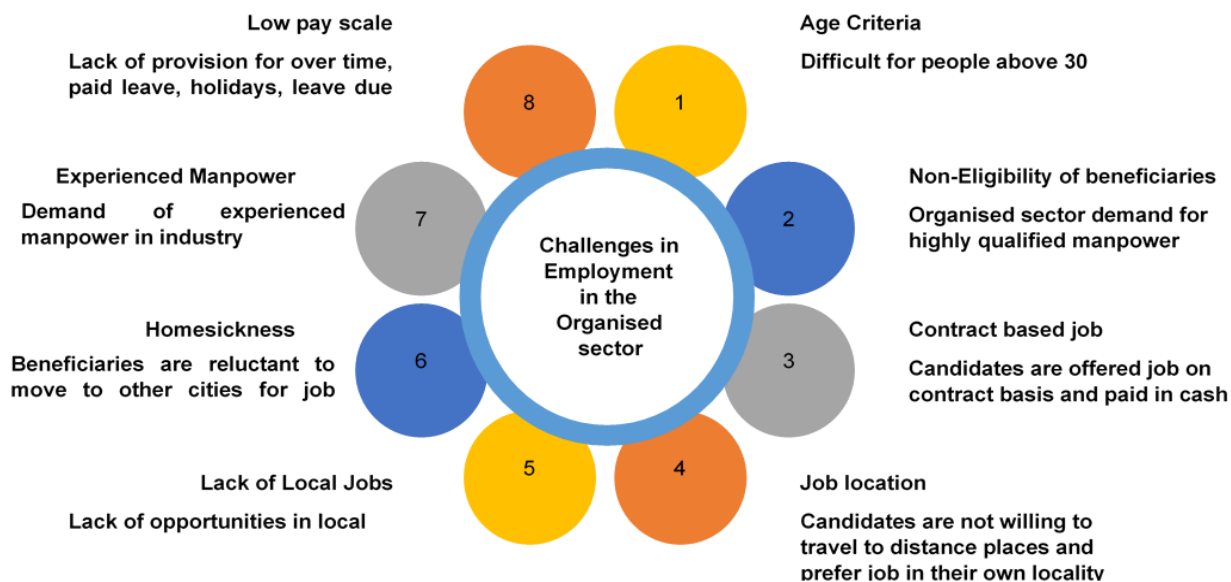 Challenges in
Employment
in the
Organised
sector
1
Age Criteria
Difficult for people above 30
2
Non-Eligibility of beneficiaries
Organised sector demand for
highly qualified manpower
3
Contract based job
Candidates are offered job on
contract basis and paid in cash
4
Job location
Candidates are not willing to
travel to distance places and
prefer job in their own locality
5
Lack of Local Jobs
Lack of opportunities in local
6
Homesickness
Beneficiaries are reluctant to
move to other cities for job
7
Experienced Manpower
Demand of experienced
manpower in industry
8
Low pay scale
Lack of provision for over time,
paid leave, holidays, leave due